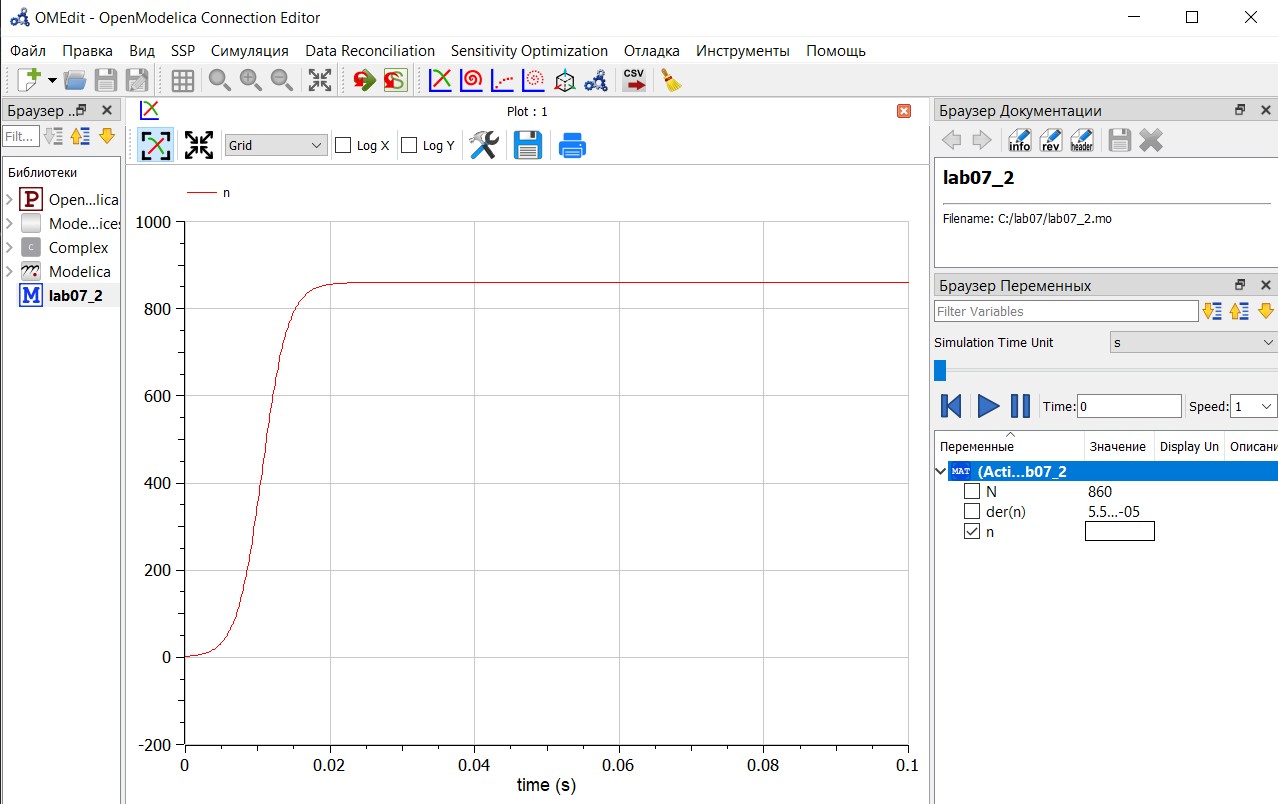 OMEdit - OpenModelica Connection Editor
Файл Правка Вид SSP Симуляция Data Reconciliation Sensitivity Optimization Отладка Инструменты Помощь
CSV
Браузер ..
Filt...
Библиотеки
P Open...lica
Mode...ices
C Complex
Modelica
M lab07_2
Plot : 1
Grid Log X Log Y
n
1000
800
600
400
200
0
-200
0 0.02 0.04 0.06 0.08 0.1
time (s)
Браузер Документации
info rev header
lab07_2
Filename: C:/lab07/lab07_2.mo
Браузер Переменных
Filter Variables
Simulation Time Unit s
Time: 0 Speed: 1
Переменные Значение Display Un Описани
MAT (Acti...b07_2
N 860
der(n) 5.5...-05
n